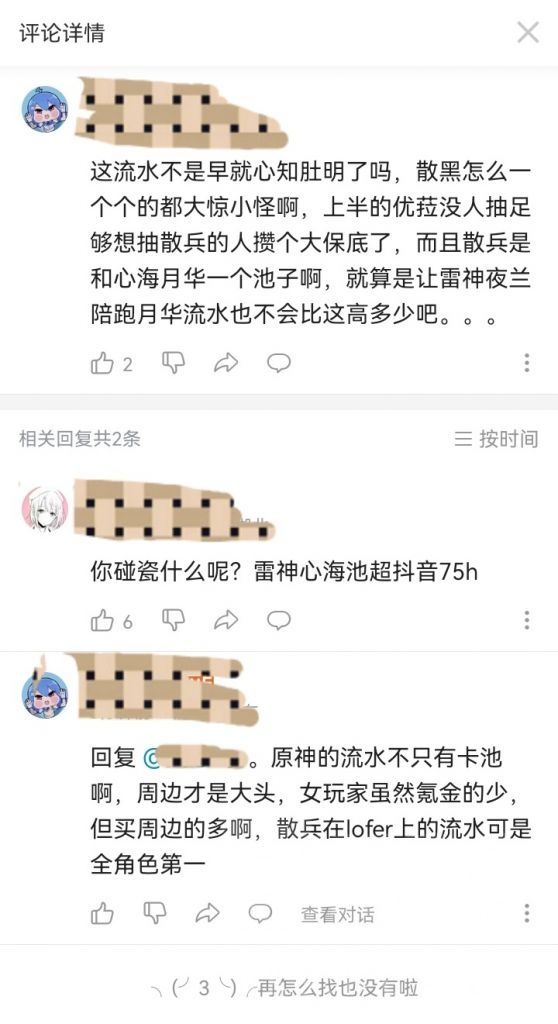 评论详情
这流水不是早就心知肚明了吗，散黑怎么一
个个的都大惊小怪啊，上半的优菈没人抽足
够想抽散兵的人攒个大保底了，而且散兵是
和心海月华一个池子啊，就算是让雷神夜兰
陪跑月华流水也不会比这高多少吧。。。
2
相关回复共2条
按时间
你碰瓷什么呢？雷神心海池超抖音75h
6
回复 @ 。原神的流水不只有卡池
啊，周边才是大头，女玩家虽然氪金的少，
但买周边的多啊，散兵在lofer上的流水可是
全角色第一
查看对话
╮(╯3╰)╭再怎么找也没有啦